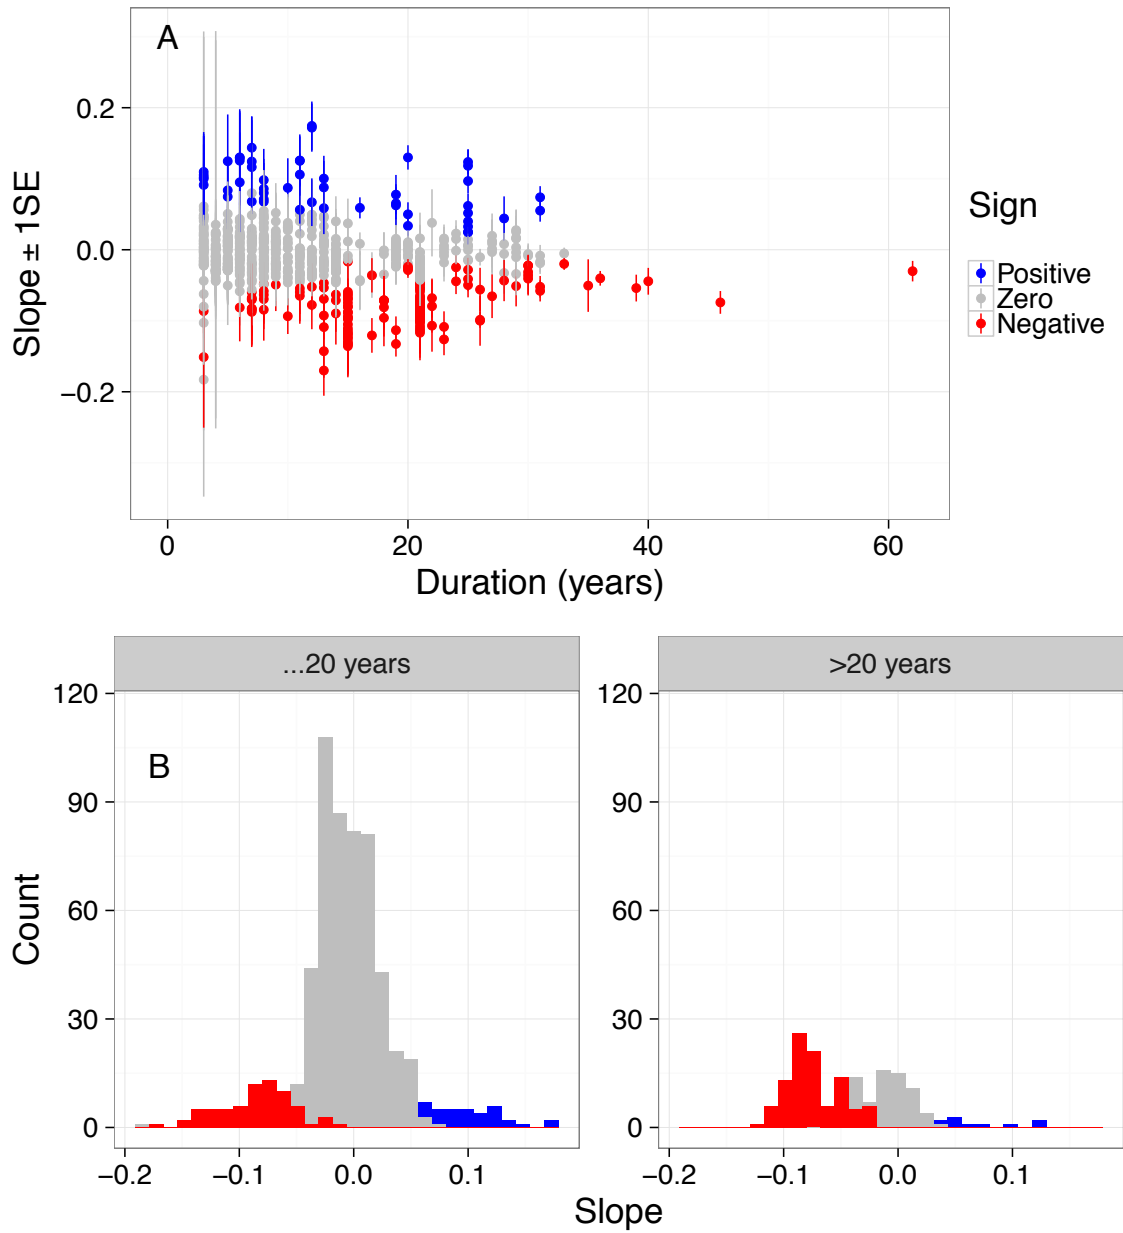 A
0.2
0.0
−0.2
Slope ± 1SE
0 20 40 60
Duration (years)
Sign
Positive
Zero
Negative
...20 years >20 years
B
120
90
60
30
0
120
90
60
30
0
Count
−0.2 −0.1 0.0 0.1
−0.2 −0.1 0.0 0.1
Slope